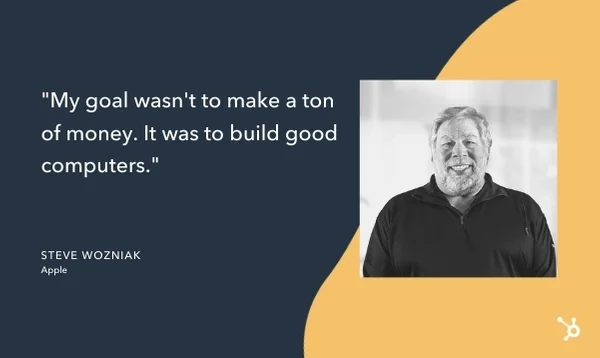 "My goal wasn't to make a ton
of money. It was to build good
computers."
STEVE WOZNIAK
Apple